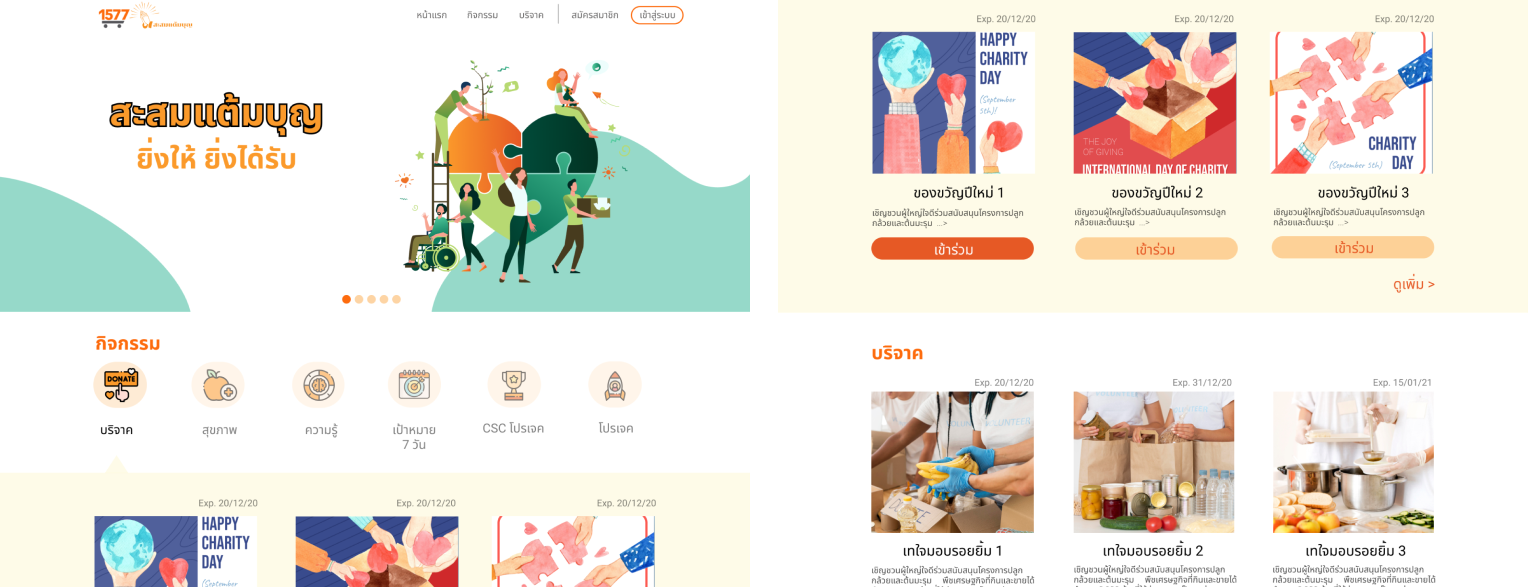 1577
สะสมแต้มบุญ
หน้าแรก กิจกรรม บริจาค สมัครสมาชิก เข้าสู่ระบบ
สะสมแต้มบุญ
ยิ่งให้ ยิ่งได้รับ
กิจกรรม
DONATE
บริจาค สุขภาพ ความรู้ เป้าหมาย CSC โปรเจค โปรเจค
7 วัน
Exp. 20/12/20 Exp. 20/12/20 Exp. 20/12/20
HAPPY
CHARITY
DAY
(September
Exp. 20/12/20 Exp. 20/12/20 Exp. 20/12/20
HAPPY
CHARITY
DAY
(September
5th)!
THE JOY
OF GIVING
INTERNATIONAL DAY OF CHARITY
CHARITY
DAY
(September 5th)
ของขวัญปีใหม่ 1 ของขวัญปีใหม่ 2 ของขวัญปีใหม่ 3
เชิญชวนผู้ใหญ่ใจดีร่วมสนับสนุนโครงการปลูก เชิญชวนผู้ใหญ่ใจดีร่วมสนับสนุนโครงการปลูก เชิญชวนผู้ใหญ่ใจดีร่วมสนับสนุนโครงการปลูก
กล้วยและต้นมะรุม ...> กล้วยและต้นมะรุม ...> กล้วยและต้นมะรุม ...>
เข้าร่วม เข้าร่วม เข้าร่วม
ดูเพิ่ม >
บริจาค
Exp. 20/12/20 Exp. 31/12/20 Exp. 15/01/21
เทใจมอบรอยยิ้ม 1 เทใจมอบรอยยิ้ม 2 เทใจมอบรอยยิ้ม 3
เชิญชวนผู้ใหญ่ใจดีร่วมสนับสนุนโครงการปลูก เชิญชวนผู้ใหญ่ใจดีร่วมสนับสนุนโครงการปลูก เชิญชวนผู้ใหญ่ใจดีร่วมสนับสนุนโครงการปลูก
กล้วยและต้นมะรุม พืชเศรษฐกิจที่กินและขายได้ กล้วยและต้นมะรุม พืชเศรษฐกิจที่กินและขายได้ กล้วยและต้นมะรุม พืชเศรษฐกิจที่กินและขายได้